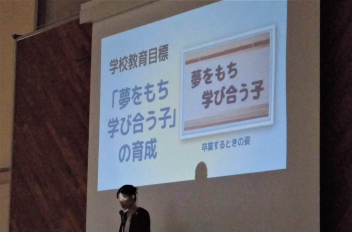 学校教育目標
「夢をもち
学び合う子」
の育成
夢をもち
学び合う子
卒業するときの姿